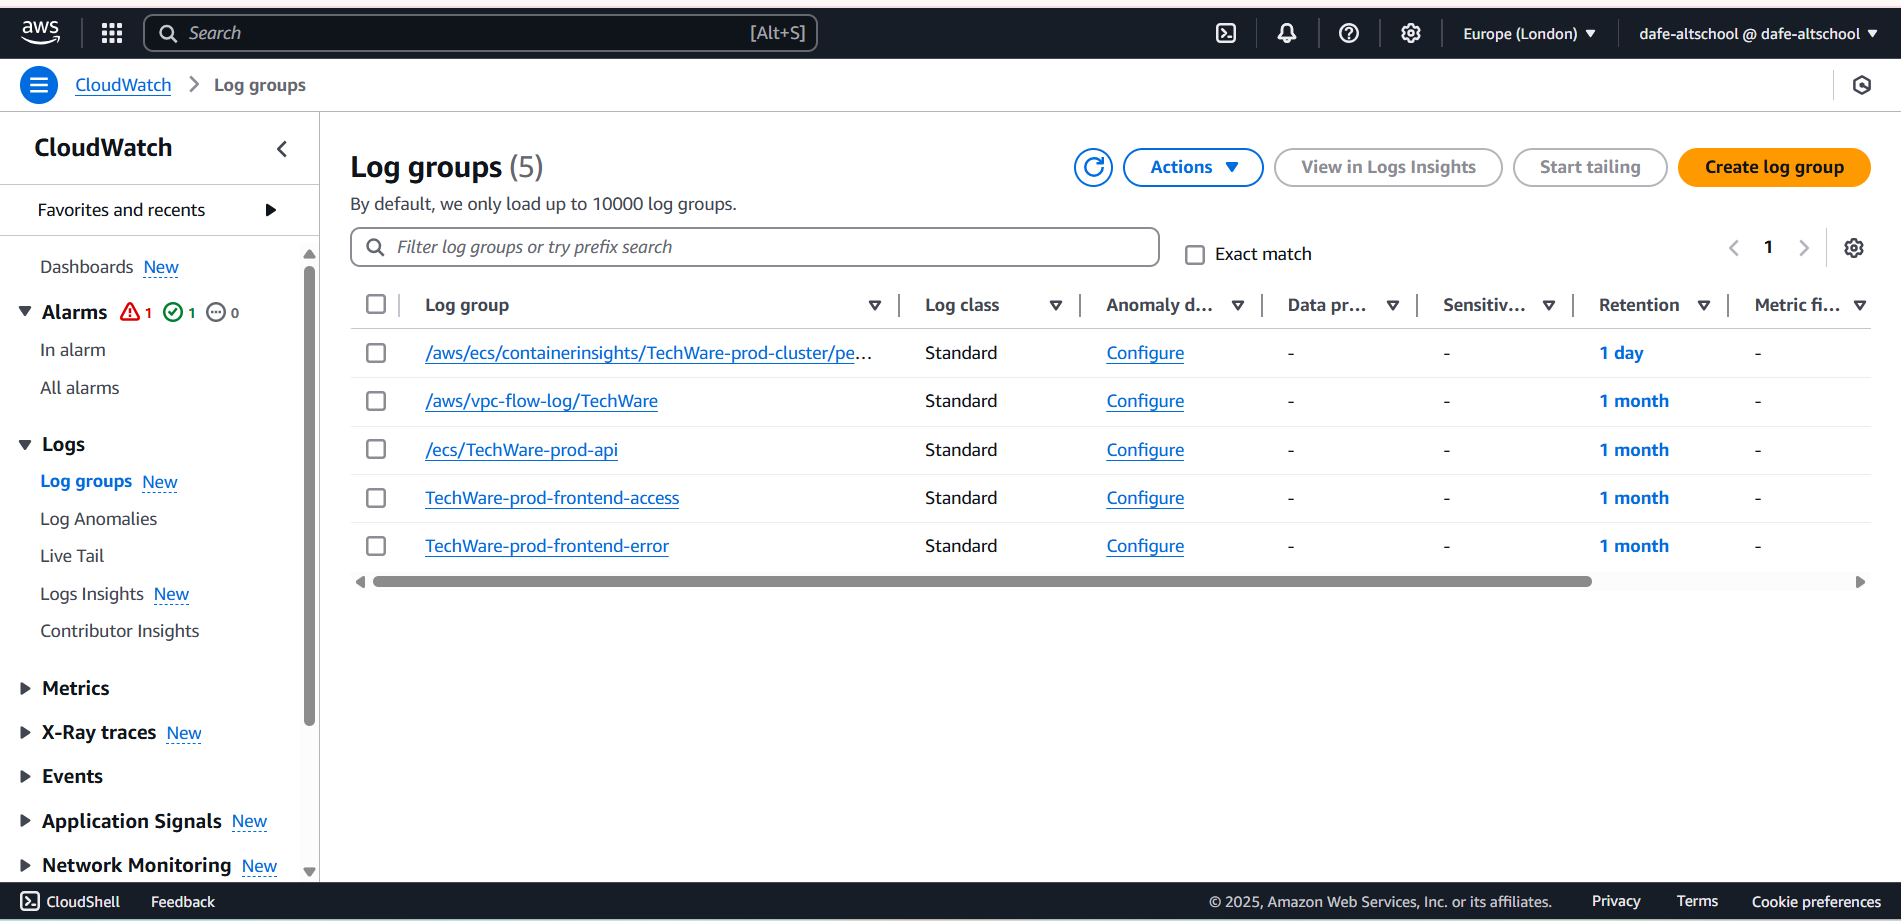 aws
Search [Alt+S] Europe (London) dafe-altschool @ dafe-altschool
CloudWatch Log groups
CloudWatch
Favorites and recents
Dashboards New
Alarms 1 1 0
In alarm
All alarms
Logs
Log groups New
Log Anomalies
Live Tail
Logs Insights New
Contributor Insights
Metrics
X-Ray traces New
Events
Application Signals New
Network Monitoring New
Log groups (5)
Actions View in Logs Insights Start tailing Create log group
By default, we only load up to 10000 log groups.
Filter log groups or try prefix search Exact match 1
Log group Log class Anomaly d... Data pr... Sensitiv... Retention Metric fi...
/aws/ecs/containerinsights/TechWare-prod-cluster/pe... Standard Configure - - 1 day -
/aws/vpc-flow-log/TechWare Standard Configure - - 1 month -
/ecs/TechWare-prod-api Standard Configure - - 1 month -
TechWare-prod-frontend-access Standard Configure - - 1 month -
TechWare-prod-frontend-error Standard Configure - - 1 month -
CloudShell Feedback © 2025, Amazon Web Services, Inc. or its affiliates. Privacy Terms Cookie preferences